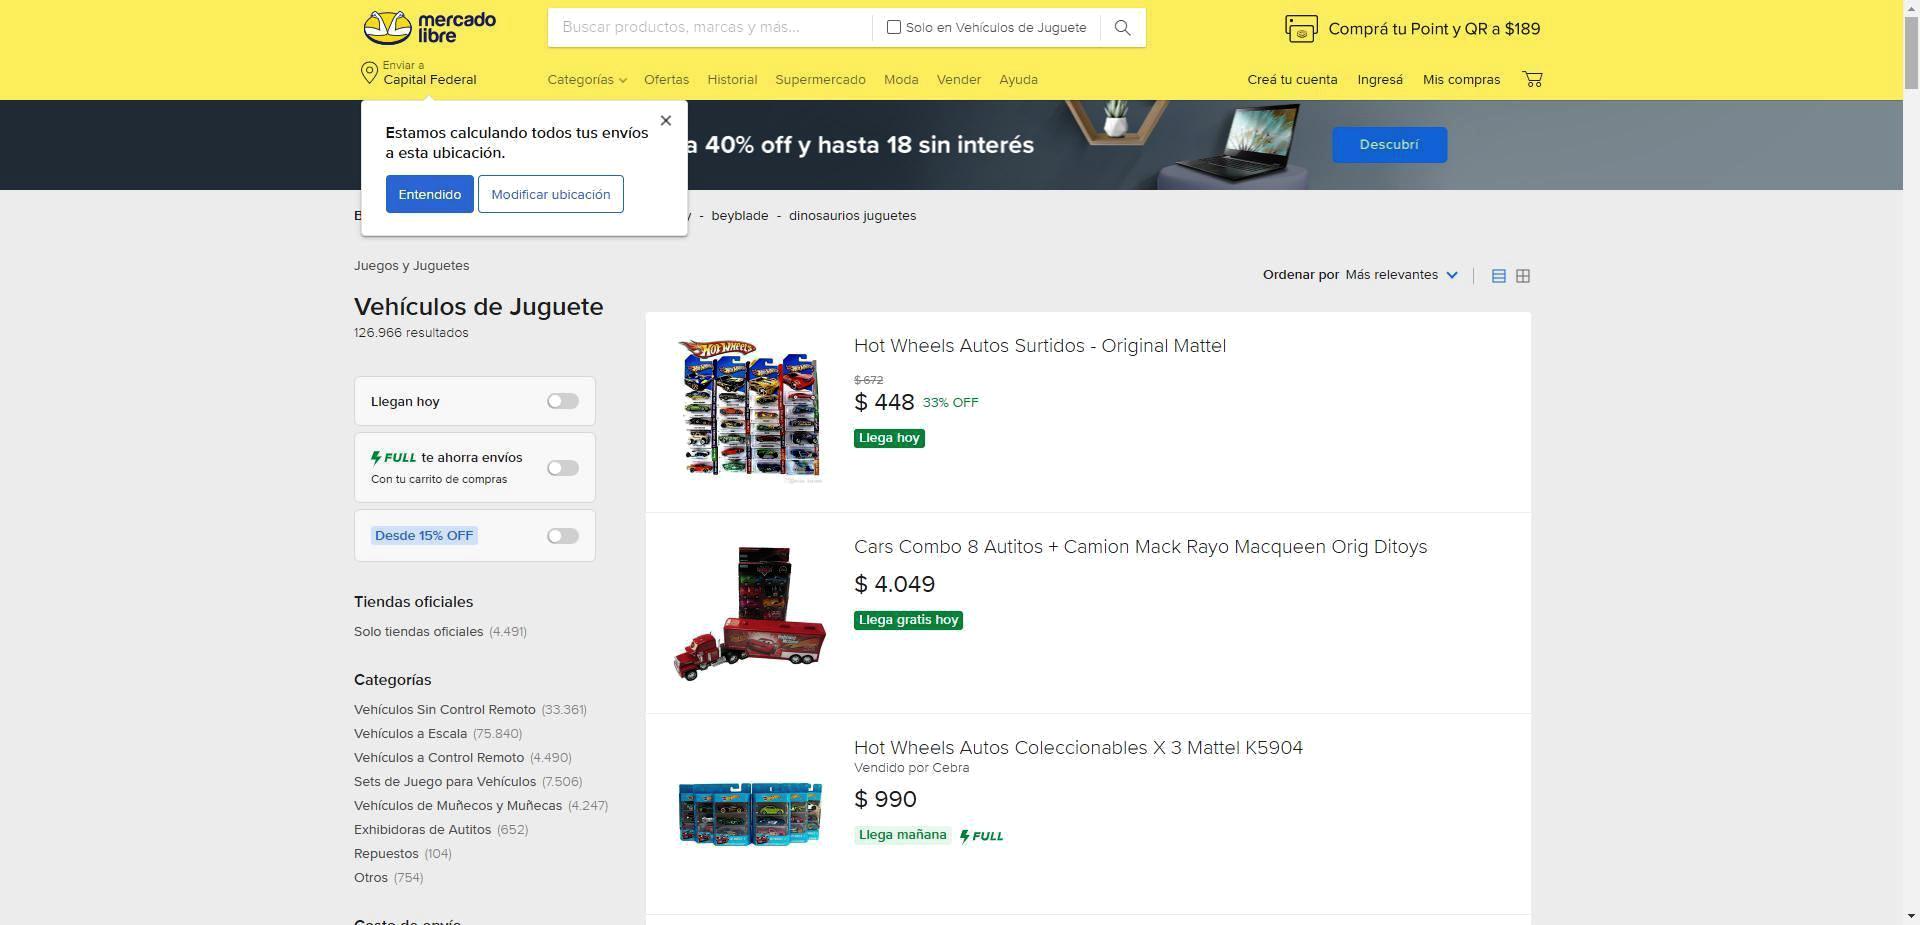 mercado
libre
Buscar productos, marcas y más...
Solo en Vehículos de Juguete
Comprá tu Point y QR a $189
Enviar a
Capital Federal
Categorías
Ofertas
Historial
Supermercado
Moda
Vender
Ayuda
Creá tu cuenta
Ingresá
Mis compras
Estamos calculando todos tus envíos
a esta ubicación.
Entendido
Modificar ubicación
a 40% off y hasta 18 sin interés
Descubrí
- beyblade - dinosaurios juguetes
Juegos y Juguetes
Vehículos de Juguete
126.966 resultados
Ordenar por Más relevantes
Llegan hoy
FULL te ahorra envíos
Con tu carrito de compras
Desde 15% OFF
Tiendas oficiales
Solo tiendas oficiales (4.491)
Categorías
Vehículos Sin Control Remoto (33.361)
Vehículos a Escala (75.840)
Vehículos a Control Remoto (4.490)
Sets de Juego para Vehículos (7.506)
Vehículos de Muñecos y Muñecas (4.247)
Exhibidoras de Autitos (652)
Repuestos (104)
Otros (754)
Costo de envío
HOT WHEELS
Hot Wheels Autos Surtidos - Original Mattel
$ 672
$ 448 33% OFF
Llega hoy
Cars Combo 8 Autitos + Camion Mack Rayo Macqueen Orig Ditoys
$ 4.049
Llega gratis hoy
Hot Wheels Autos Coleccionables X 3 Mattel K5904
Vendido por Cebra
$ 990
Llega mañana FULL